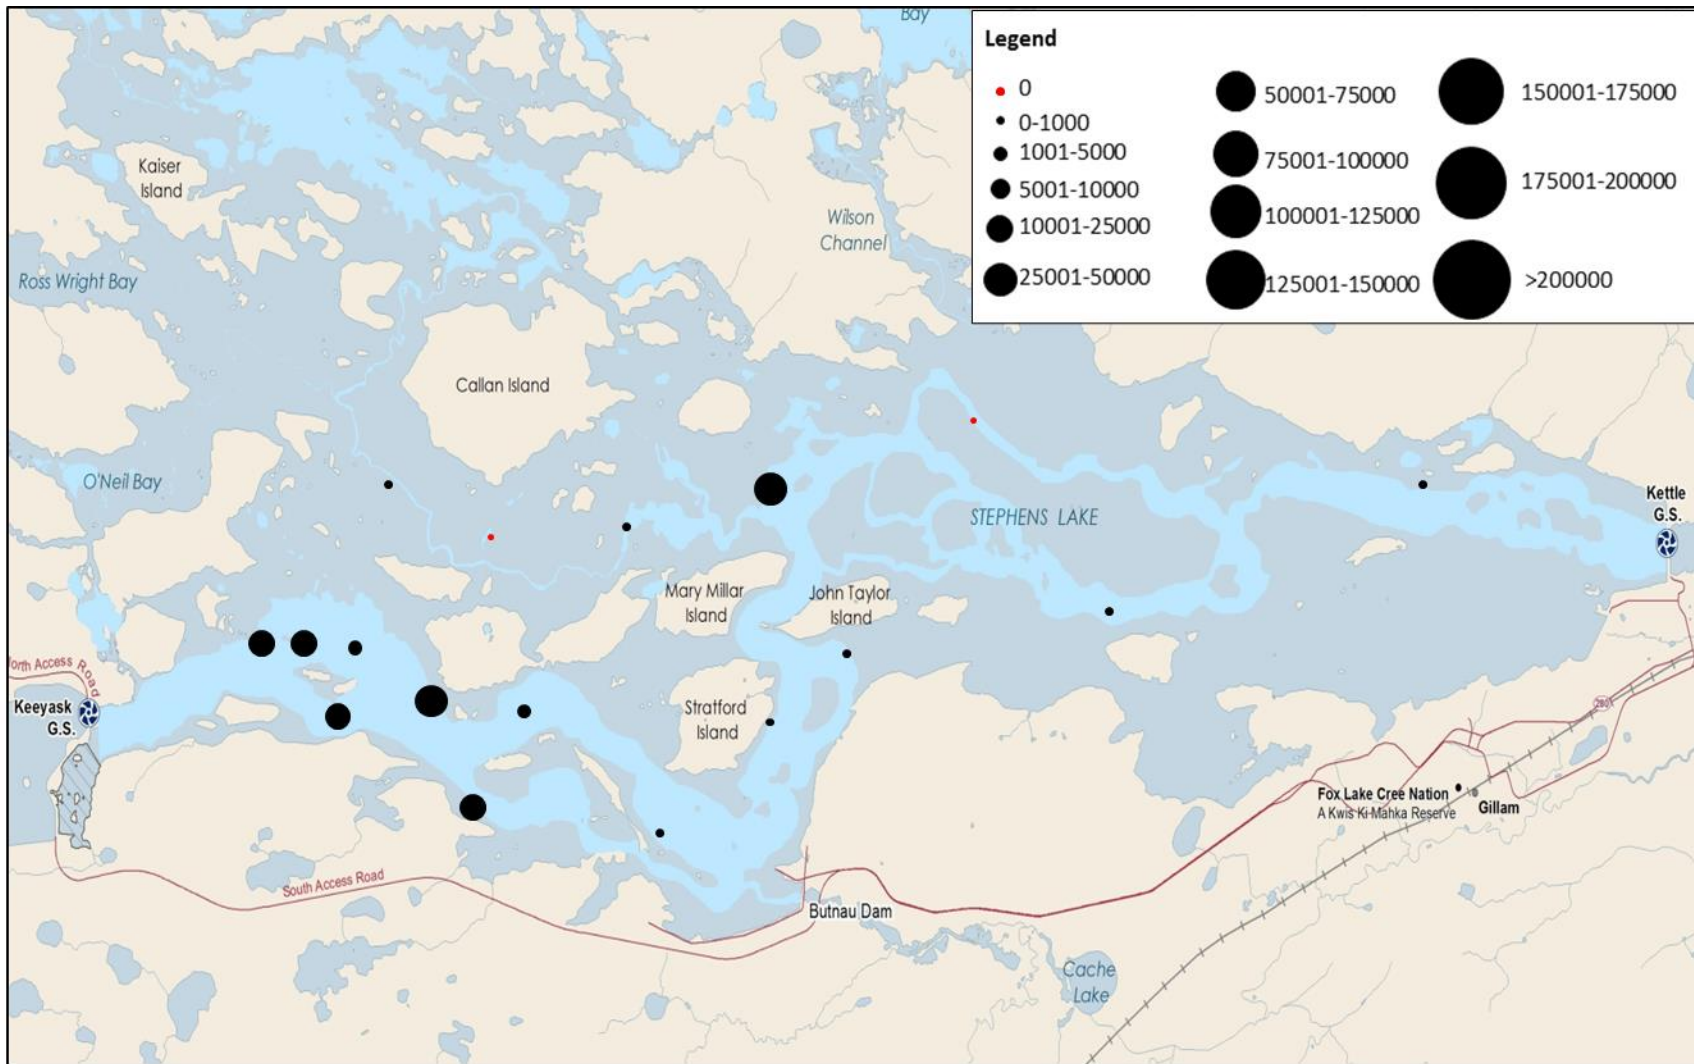 Bay
Legend
0
0-1000
1001-5000
5001-10000
10001-25000
25001-50000
50001-75000
75001-100000
100001-125000
125001-150000
150001-175000
175001-200000
>200000
Kaiser
Island
Wilson
Channel
Ross Wright Bay
Callan Island
O'Neil Bay
STEPHENS LAKE
Kettle
G.S.
Mary Millar
Island
John Taylor
Island
North Access Road
Keeyask
G.S.
Stratford
Island
280
Fox Lake Cree Nation
A Kwis Ki Mahka Reserve
Gillam
South Access Road
Butnau Dam
Cache
Lake